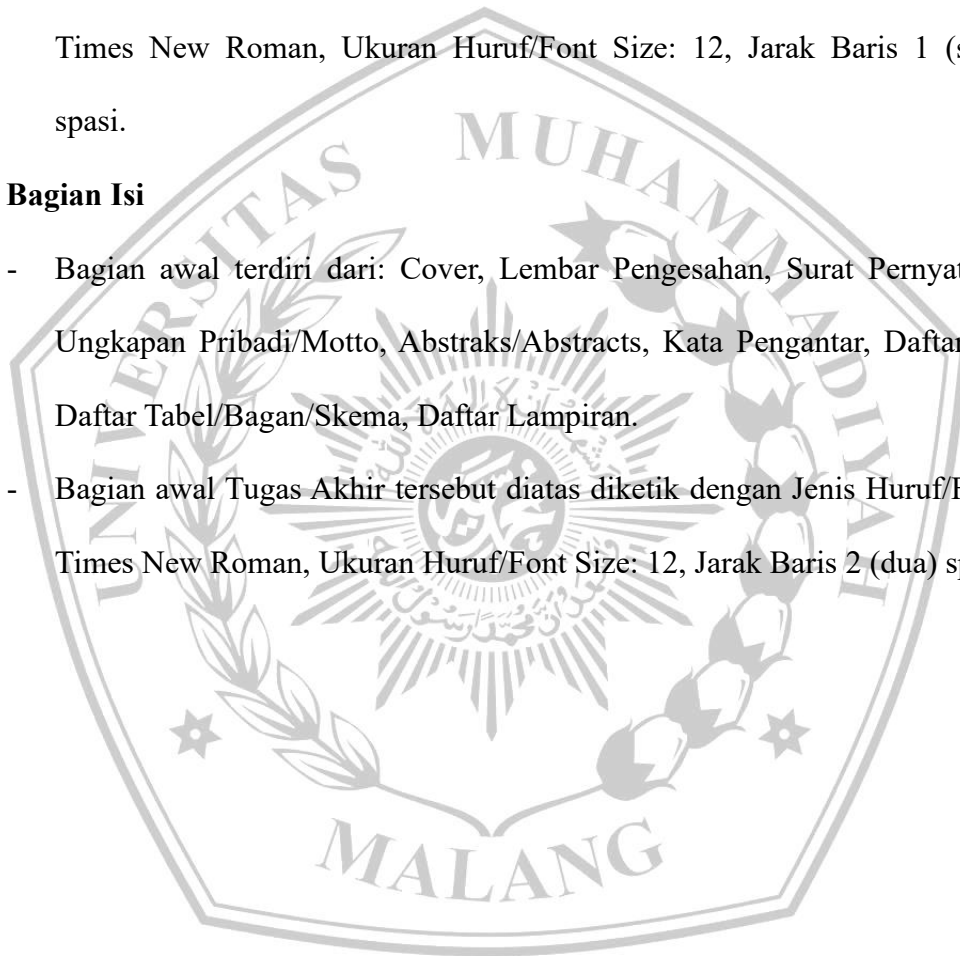 Times New Roman, Ukuran Huruf/Font Size: 12, Jarak Baris 1 (s
spasi.
Bagian Isi
- Bagian awal terdiri dari: Cover, Lembar Pengesahan, Surat Pernyat
Ungkapan Pribadi/Motto, Abstraks/Abstracts, Kata Pengantar, Daftar
Daftar Tabel/Bagan/Skema, Daftar Lampiran.
- Bagian awal Tugas Akhir tersebut diatas diketik dengan Jenis Huruf/F
Times New Roman, Ukuran Huruf/Font Size: 12, Jarak Baris 2 (dua) sp
UNIVERSITAS MUHAMMADIYAH
MALANG